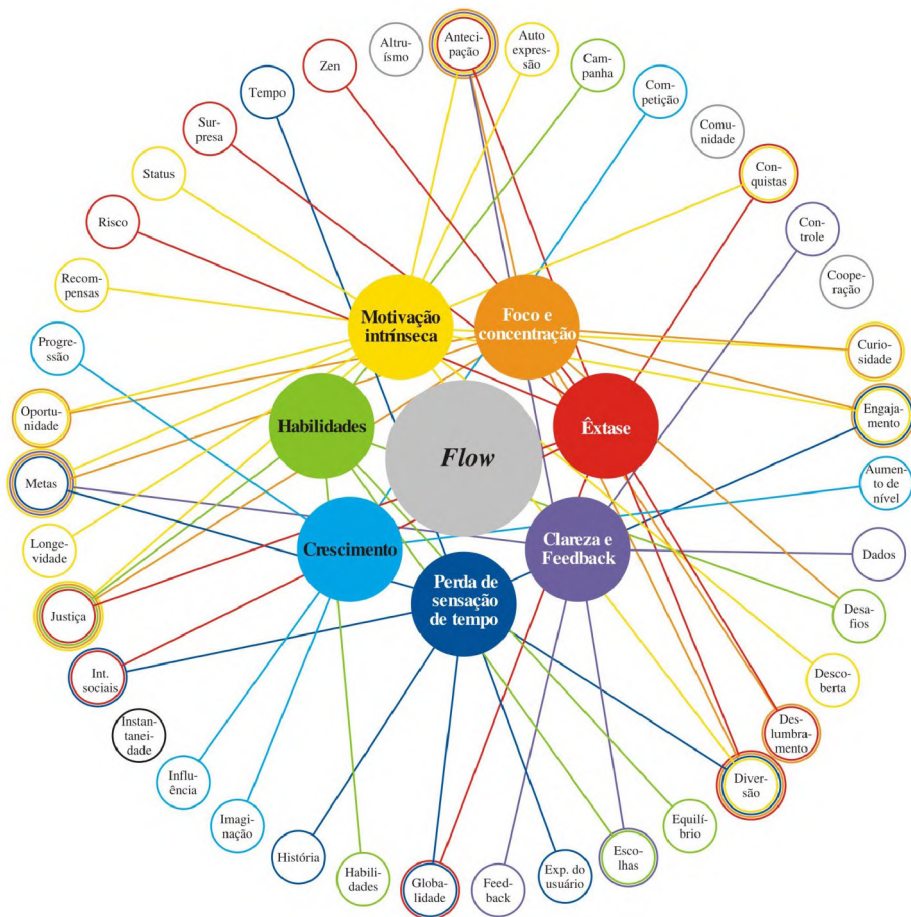 Anteci-
pação
Auto
expres-
são
Cam-
panha
Com-
petição
Comu-
nidade
Con-
quistas
Con-
trole
Coope-
ração
Curio-
sidade
Engaja-
mento
Aumento
de nível
Dados
Desa-
fios
Desco-
berta
Des-
lumbra-
mento
Diver-
são
Equilí-
brio
Esco-
lhas
Exp. do
usuário
Feed-
back
Globa-
lidade
Habili-
dades
História
Imagi-
nação
Influ-
ência
Instan-
taneidade
Int.
sociais
Justiça
Longe-
vidade
Metas
Oportu-
nidade
Progres-
são
Recom-
pensas
Risco
Status
Sur-
presa
Tempo
Zen
Altru-
ísmo
Motivação
intrínseca
Foco e
concentração
Habilidades
Flow
Êxtase
Crescimento
Clareza e
Feedback
Perda de
sensação
de tempo